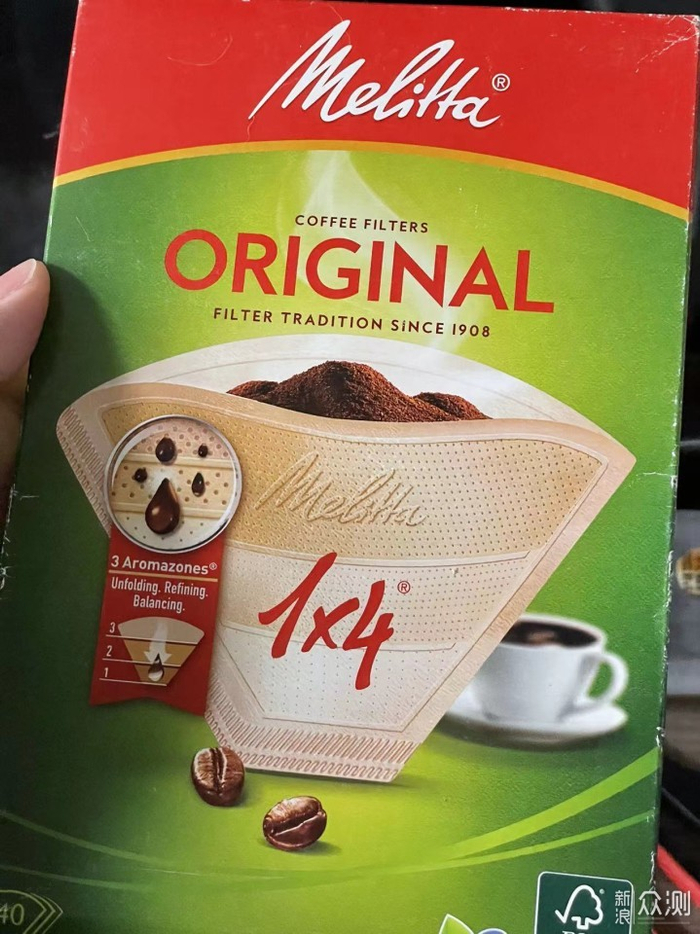 Melitta®
COFFEE FILTERS
ORIGINAL
FILTER TRADITION SiNCE 1908
Melitta
1x4®
3 Aromazones®
Unfolding. Refining.
Balancing.
3
2
1
40
新浪
众测